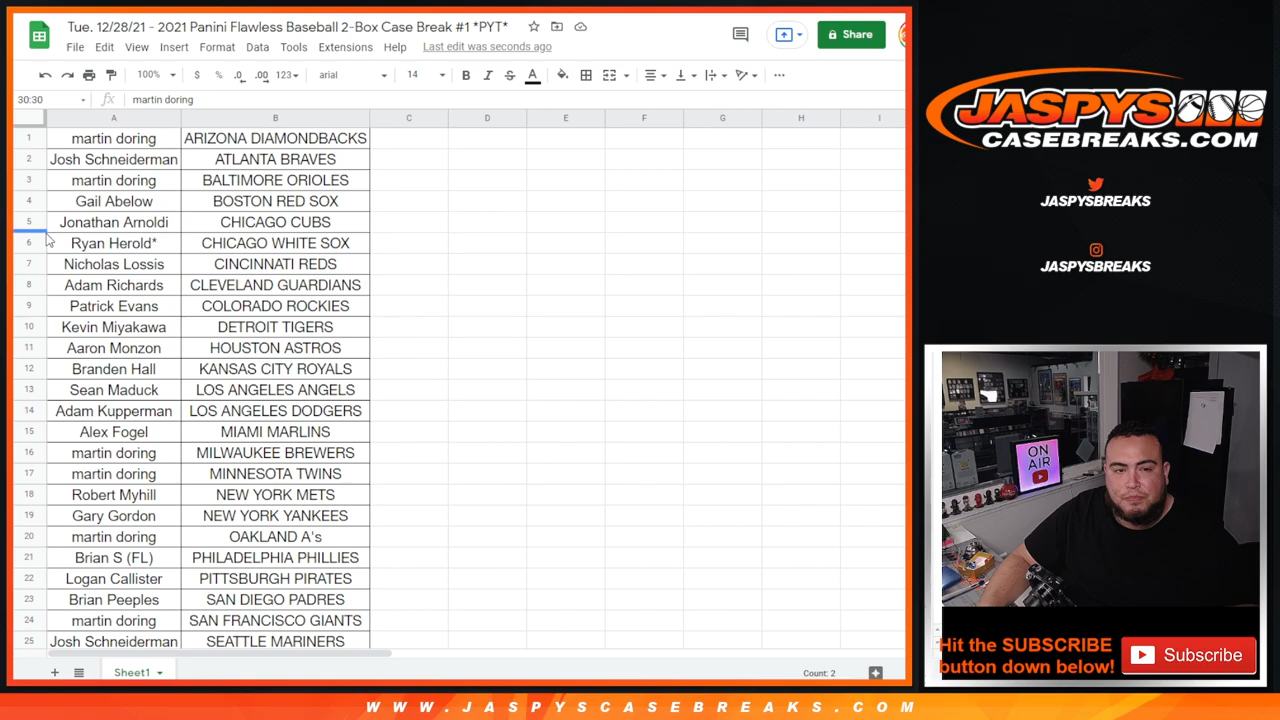 Tue. 12/28/21 - 2021 Panini Flawless Baseball 2-Box Case Break #1 *PYT*
File Edit View Insert Format Data Tools Extensions Help Last edit was seconds ago
Share
100% $ % .0 .00 123 arial 14 B I S A
30:30 fx martin doring
A B C D E F G H I
1 martin doring ARIZONA DIAMONDBACKS
2 Josh Schneiderman ATLANTA BRAVES
3 martin doring BALTIMORE ORIOLES
4 Gail Abelow BOSTON RED SOX
5 Jonathan Arnoldi CHICAGO CUBS
6 Ryan Herold* CHICAGO WHITE SOX
7 Nicholas Lossis CINCINNATI REDS
8 Adam Richards CLEVELAND GUARDIANS
9 Patrick Evans COLORADO ROCKIES
10 Kevin Miyakawa DETROIT TIGERS
11 Aaron Monzon HOUSTON ASTROS
12 Branden Hall KANSAS CITY ROYALS
13 Sean Maduck LOS ANGELES ANGELS
14 Adam Kupperman LOS ANGELES DODGERS
15 Alex Fogel MIAMI MARLINS
16 martin doring MILWAUKEE BREWERS
17 martin doring MINNESOTA TWINS
18 Robert Myhill NEW YORK METS
19 Gary Gordon NEW YORK YANKEES
20 martin doring OAKLAND A's
21 Brian S (FL) PHILADELPHIA PHILLIES
22 Logan Callister PITTSBURGH PIRATES
23 Brian Peeples SAN DIEGO PADRES
24 martin doring SAN FRANCISCO GIANTS
25 Josh Schneiderman SEATTLE MARINERS
Sheet1
Count: 2
JASPYS
CASEBREAKS.COM
JASPYSBREAKS
JASPYSBREAKS
ON
AIR
Hit the SUBSCRIBE
button down below!
Subscribe
WWW.JASPYSCASEBREAKS.COM